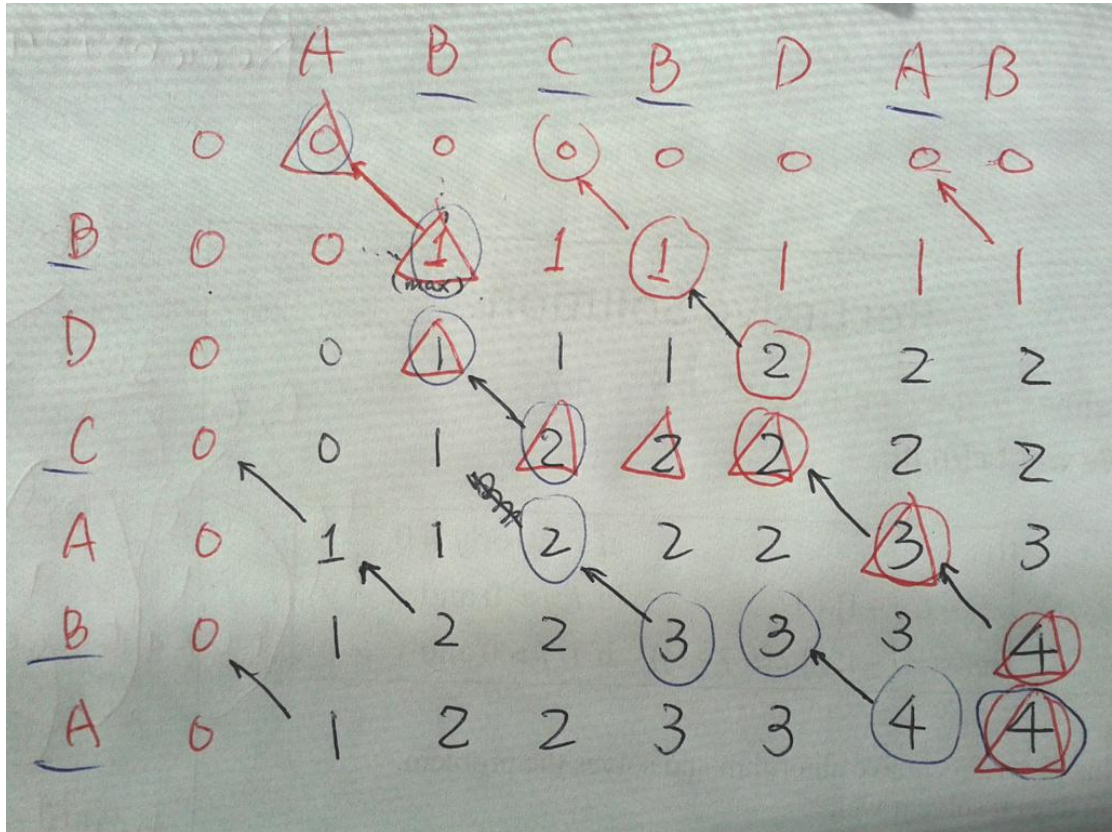 A B C B D A B
0 0 0 0 0 0 0 0
B 0 0 1 1 1 1 1 1
(max)
D 0 0 1 1 1 2 2 2
C 0 0 1 2 2 2 2 2
A 0 1 1 2 2 2 3 3
B 0 1 2 2 3 3 3 4
A 0 1 2 2 3 3 4 4